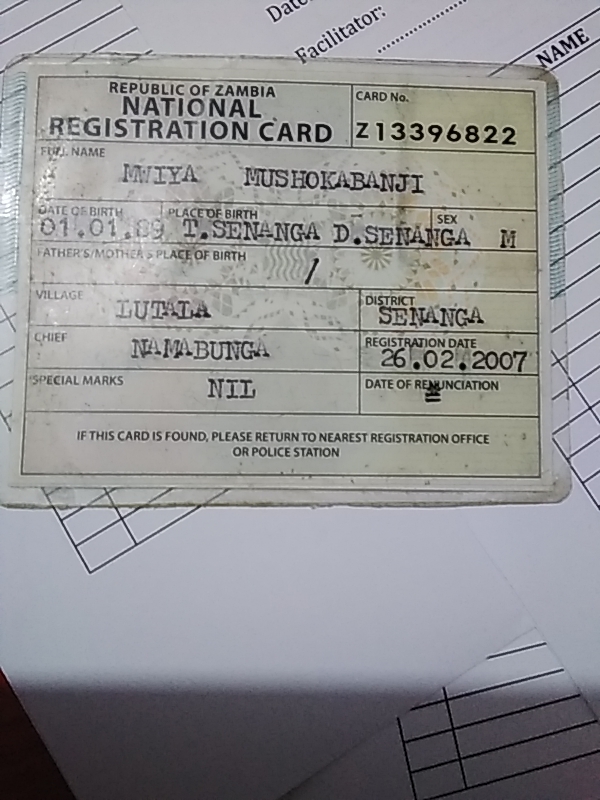 Date
Facilitator: ....................
NAME
REPUBLIC OF ZAMBIA
NATIONAL
REGISTRATION CARD
CARD No.
Z13396822
FULL NAME
MWIYA MUSHOKABANJI
DATE OF BIRTH PLACE OF BIRTH SEX
01.01.89 T.SENANGA D.SENANGA M
FATHER'S/MOTHER'S PLACE OF BIRTH
/
VILLAGE
LUTALA
DISTRICT
SENANGA
CHIEF
NAMABUNGA
REGISTRATION DATE
26.02.2007
SPECIAL MARKS
NIL
DATE OF RENUNCIATION
=
IF THIS CARD IS FOUND, PLEASE RETURN TO NEAREST REGISTRATION OFFICE
OR POLICE STATION